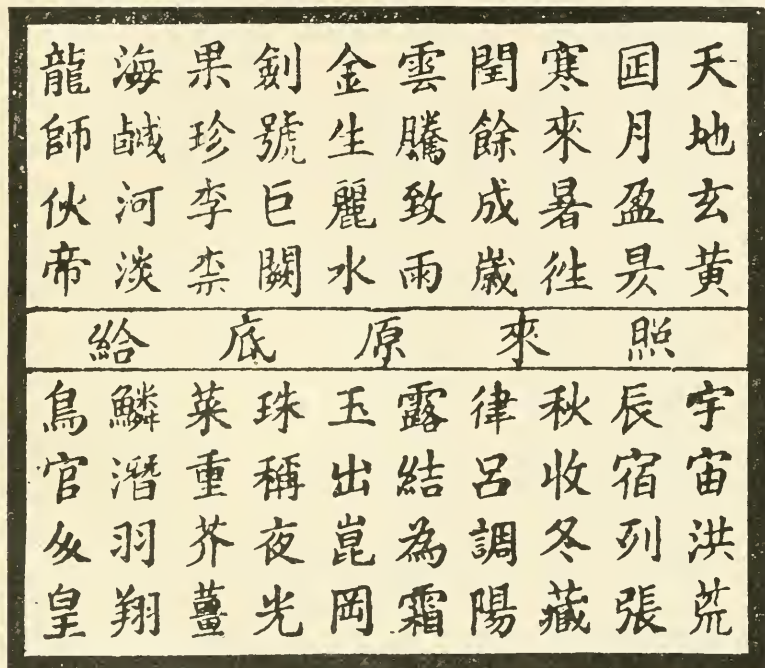 天地玄黃
月盈昃
寒來暑徃
閏餘成歲
雲騰致雨
金生麗水
劍號巨闕
果珍李柰
海鹹河淡
龍師伙帝
照來原底給
宇宙洪荒
辰宿列張
秋收冬藏
律呂調陽
露結為霜
玉出崑岡
珠稱夜光
菜重芥薑
鱗潛羽翔
鳥官皇